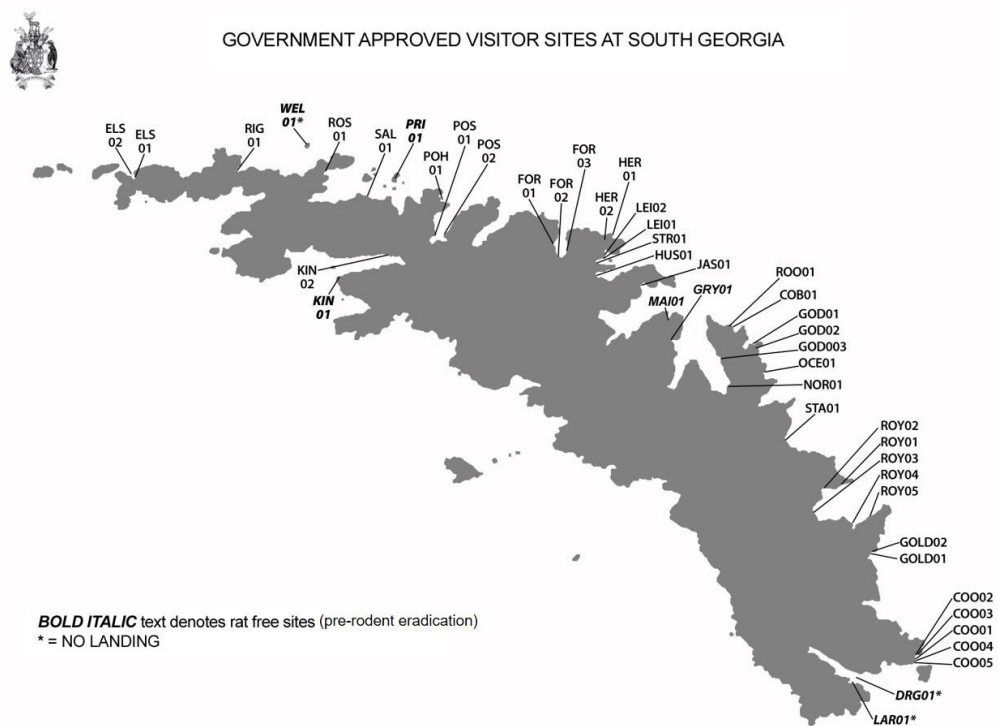 GOVERNMENT APPROVED VISITOR SITES AT SOUTH GEORGIA
ELS
02
ELS
01
RIG
01
WEL
01*
ROS
01
SAL
01
PRI
01
POH
01
POS
01
POS
02
FOR
01
FOR
02
FOR
03
HER
02
HER
01
LEI02
LEI01
STR01
HUS01
JAS01
KIN
02
KIN
01
MAI01
GRY01
ROO01
COB01
GOD01
GOD02
GOD003
OCE01
NOR01
STA01
ROY02
ROY01
ROY03
ROY04
ROY05
GOLD02
GOLD01
COO02
COO03
COO01
COO04
COO05
DRG01*
LAR01*
BOLD ITALIC text denotes rat free sites (pre-rodent eradication)
* = NO LANDING